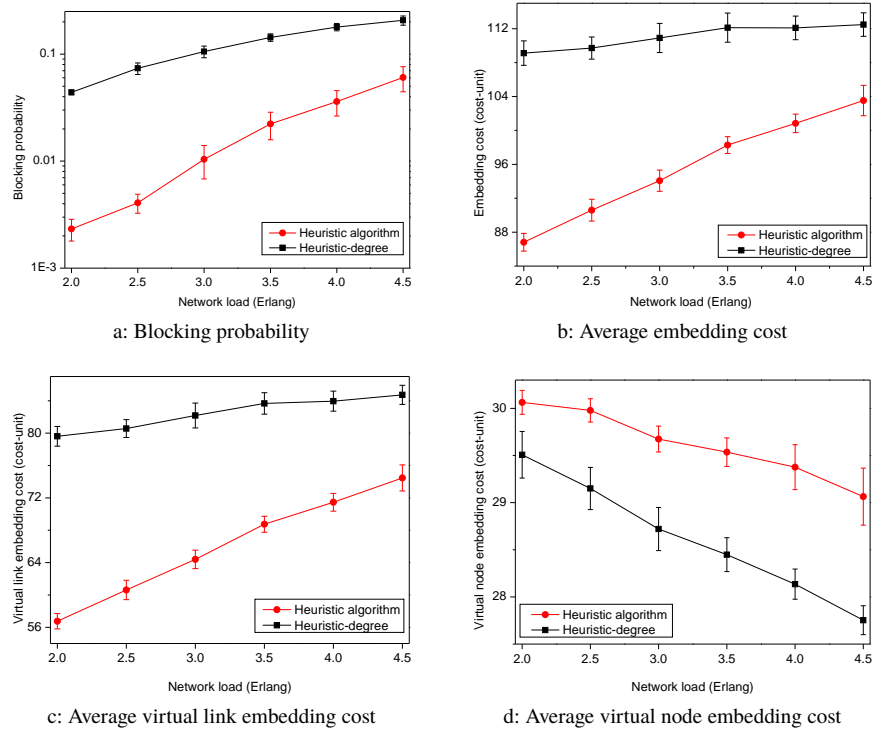 Blocking probability
0.1
0.01
1E-3
Heuristic algorithm
Heuristic-degree
2.0 2.5 3.0 3.5 4.0 4.5
Network load (Erlang)
a: Blocking probability
Embedding cost (cost-unit)
112
104
96
88
Heuristic algorithm
Heuristic-degree
2.0 2.5 3.0 3.5 4.0 4.5
Network load (Erlang)
b: Average embedding cost
Virtual link embedding cost (cost-unit)
80
72
64
56
Heuristic algorithm
Heuristic-degree
2.0 2.5 3.0 3.5 4.0 4.5
Network load (Erlang)
c: Average virtual link embedding cost
Virtual node embedding cost (cost-unit)
30
29
28
Heuristic algorithm
Heuristic-degree
2.0 2.5 3.0 3.5 4.0 4.5
Network load (Erlang)
d: Average virtual node embedding cost